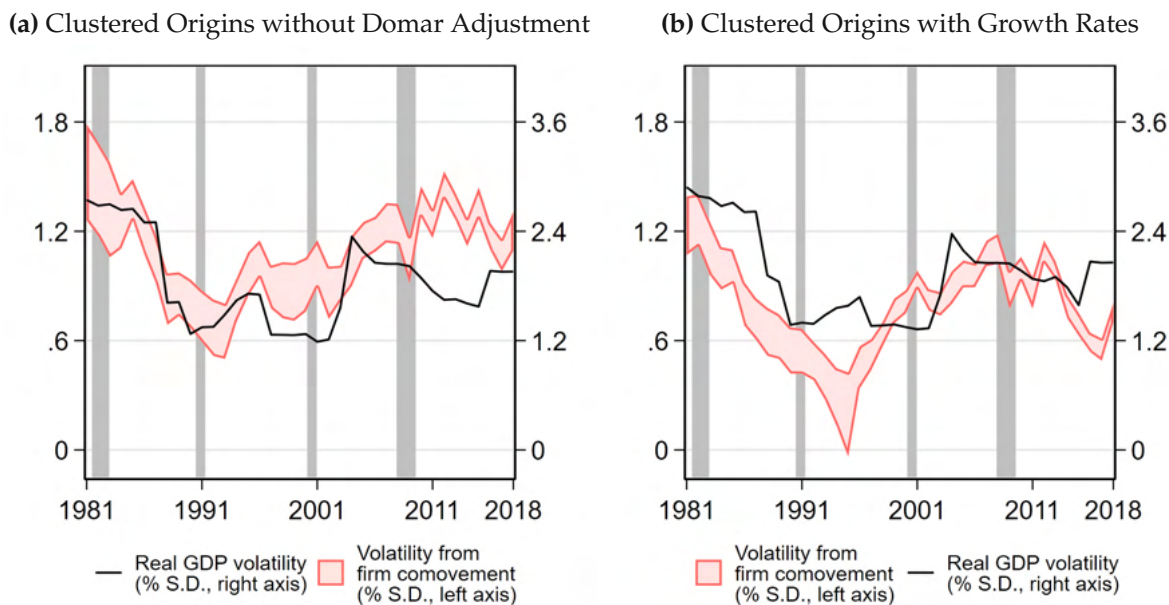 (a) Clustered Origins without Domar Adjustment
1.8
1.2
.6
0
3.6
2.4
1.2
0
1981 1991 2001 2011 2018
Real GDP volatility
(% S.D., right axis)
Volatility from
firm comovement
(% S.D., left axis)
(b) Clustered Origins with Growth Rates
1.8
1.2
.6
0
3.6
2.4
1.2
0
1981 1991 2001 2011 2018
Volatility from
firm comovement
(% S.D., left axis)
Real GDP volatility
(% S.D., right axis)